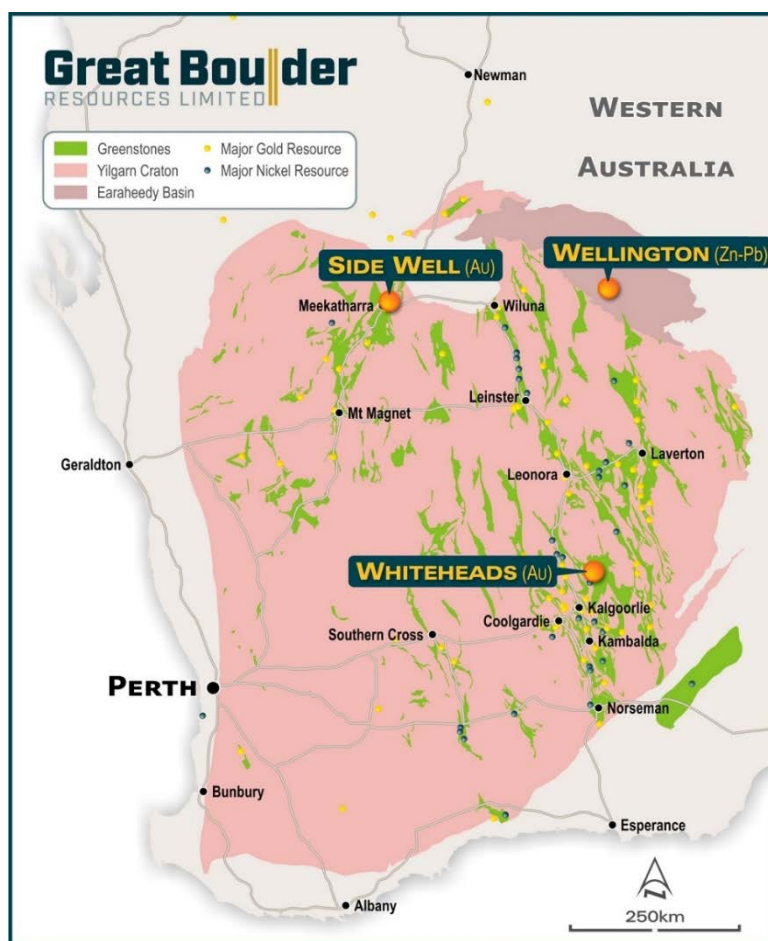 Great Boulder
RESOURCES LIMITED
Greenstones
Yilgarn Craton
Earaheedy Basin
Major Gold Resource
Major Nickel Resource
Newman
WESTERN
AUSTRALIA
SIDE WELL (Au)
WELLINGTON (Zn-Pb)
Meekatharra
Wiluna
Leinster
Mt Magnet
Geraldton
Laverton
Leonora
WHITEHEADS (Au)
Kalgoorlie
Coolgardie
Southern Cross
Kambalda
PERTH
Norseman
Bunbury
Esperance
Albany
N
250km